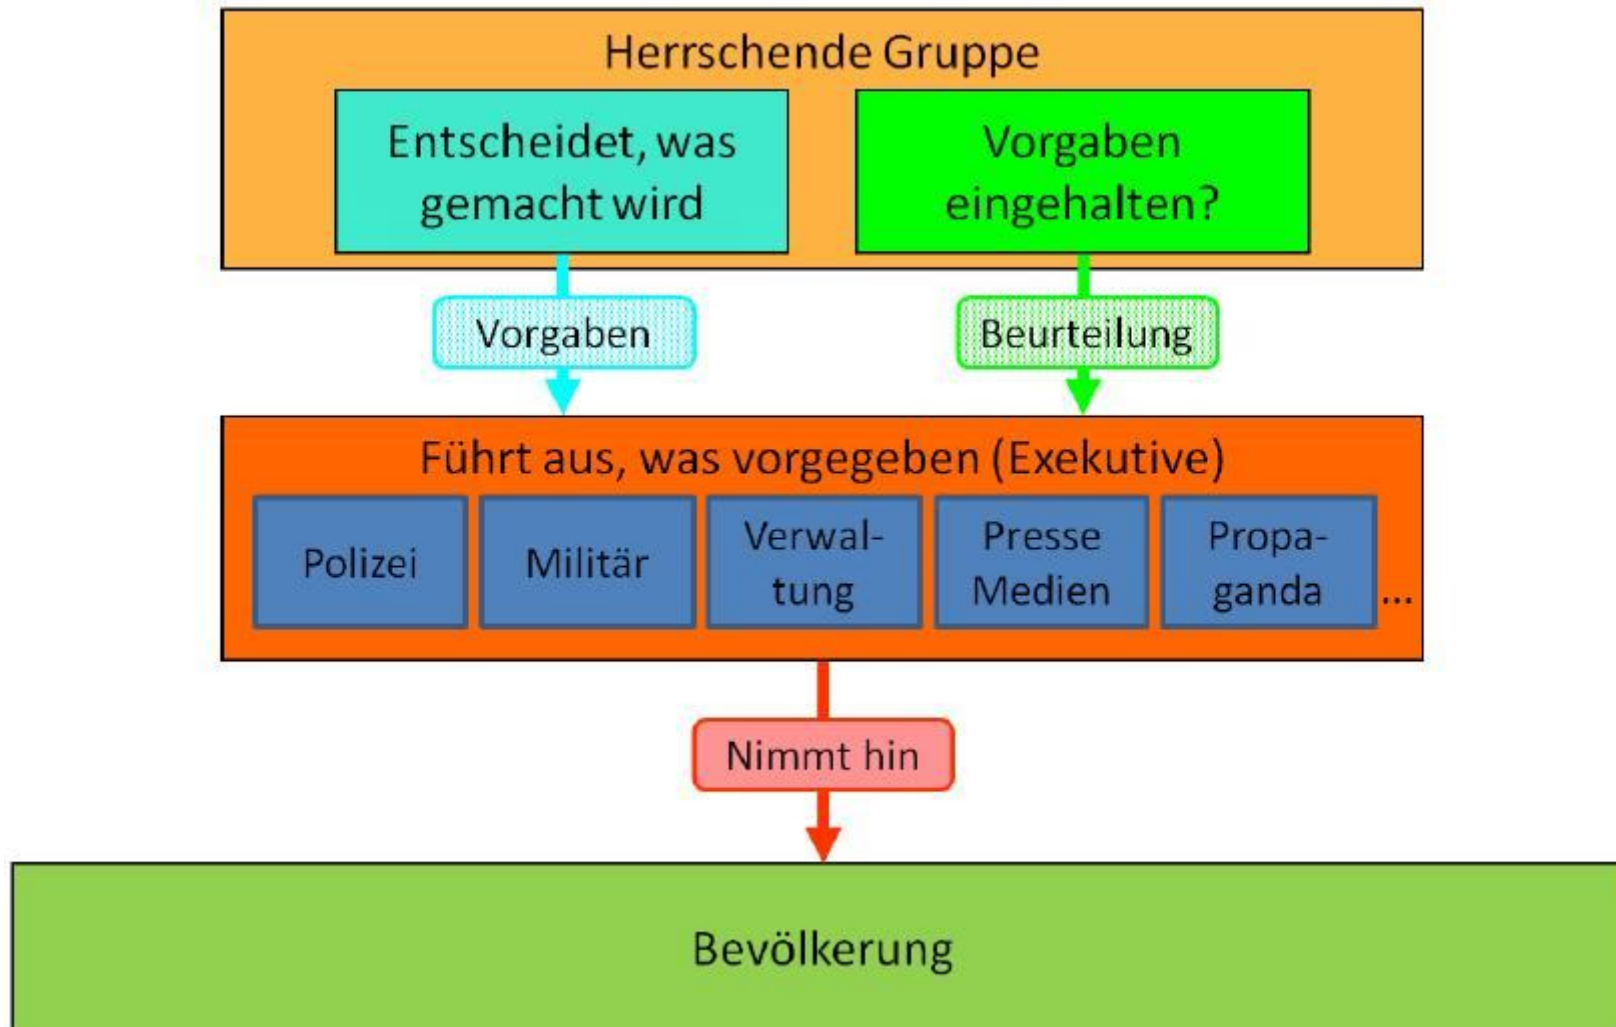 Herrschende Gruppe
Entscheidet, was
gemacht wird
Vorgaben
eingehalten?
Vorgaben
Beurteilung
Führt aus, was vorgegeben (Exekutive)
Polizei
Militär
Verwal-
tung
Presse
Medien
Propa-
ganda
...
Nimmt hin
Bevölkerung